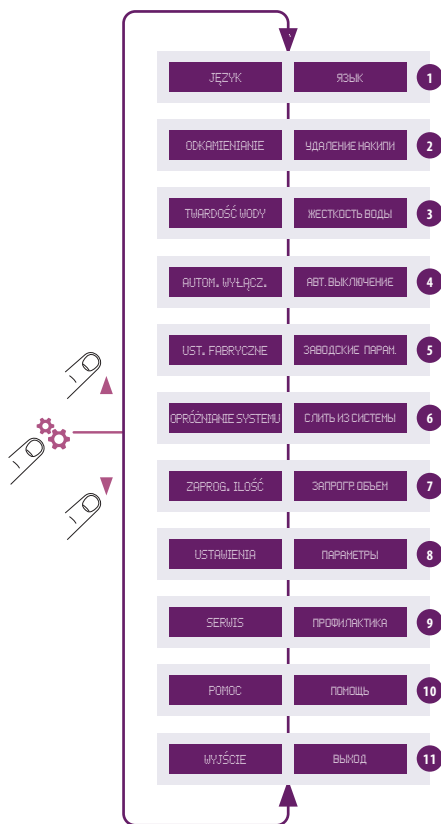 JĘZYK ЯЗЫК 1
ODKAMIENIANIE УДАЛЕНИЕ НАКИПИ 2
TWARDOŚĆ WODY ЖЕСТКОСТЬ ВОДЫ 3
AUTOM. WYŁĄCZ. АВТ. ВЫКЛЮЧЕНИЕ 4
UST. FABRYCZNE ЗАВОДСКИЕ ПАРАМ. 5
OPRÓŻNIANIE SYSTEMU СЛИТЬ ИЗ СИСТЕМЫ 6
ZAPROG. ILOŚĆ ЗАПРОГР. ОБЪЕМ 7
USTAWIENIA ПАРАМЕТРЫ 8
SERWIS ПРОФИЛАКТИКА 9
POMOC ПОМОЩЬ 10
WYJŚCIE ВЫХОД 11